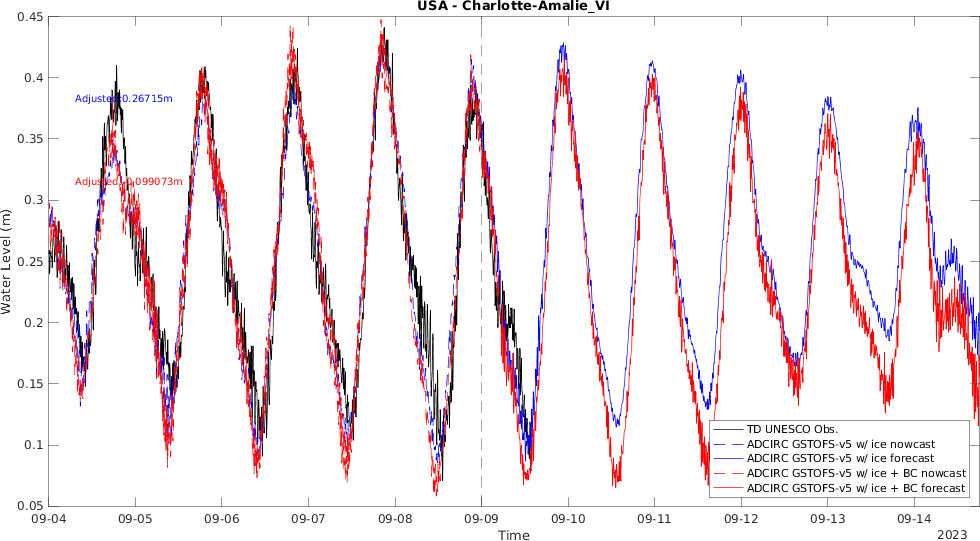 USA - Charlotte-Amalie_VI
0.45
0.4
0.35
0.3
0.25
0.2
0.15
0.1
0.05
Water Level (m)
Adjusted:0.26715m
TD UNESCO Obs.
ADCIRC GSTOFS-v5 w/ ice nowcast
ADCIRC GSTOFS-v5 w/ ice forecast
ADCIRC GSTOFS-v5 w/ ice + BC nowcast
ADCIRC GSTOFS-v5 w/ ice + BC forecast
09-04 09-05 09-06 09-07 09-08 09-09 09-10 09-11 09-12 09-13 09-14
Time
2023